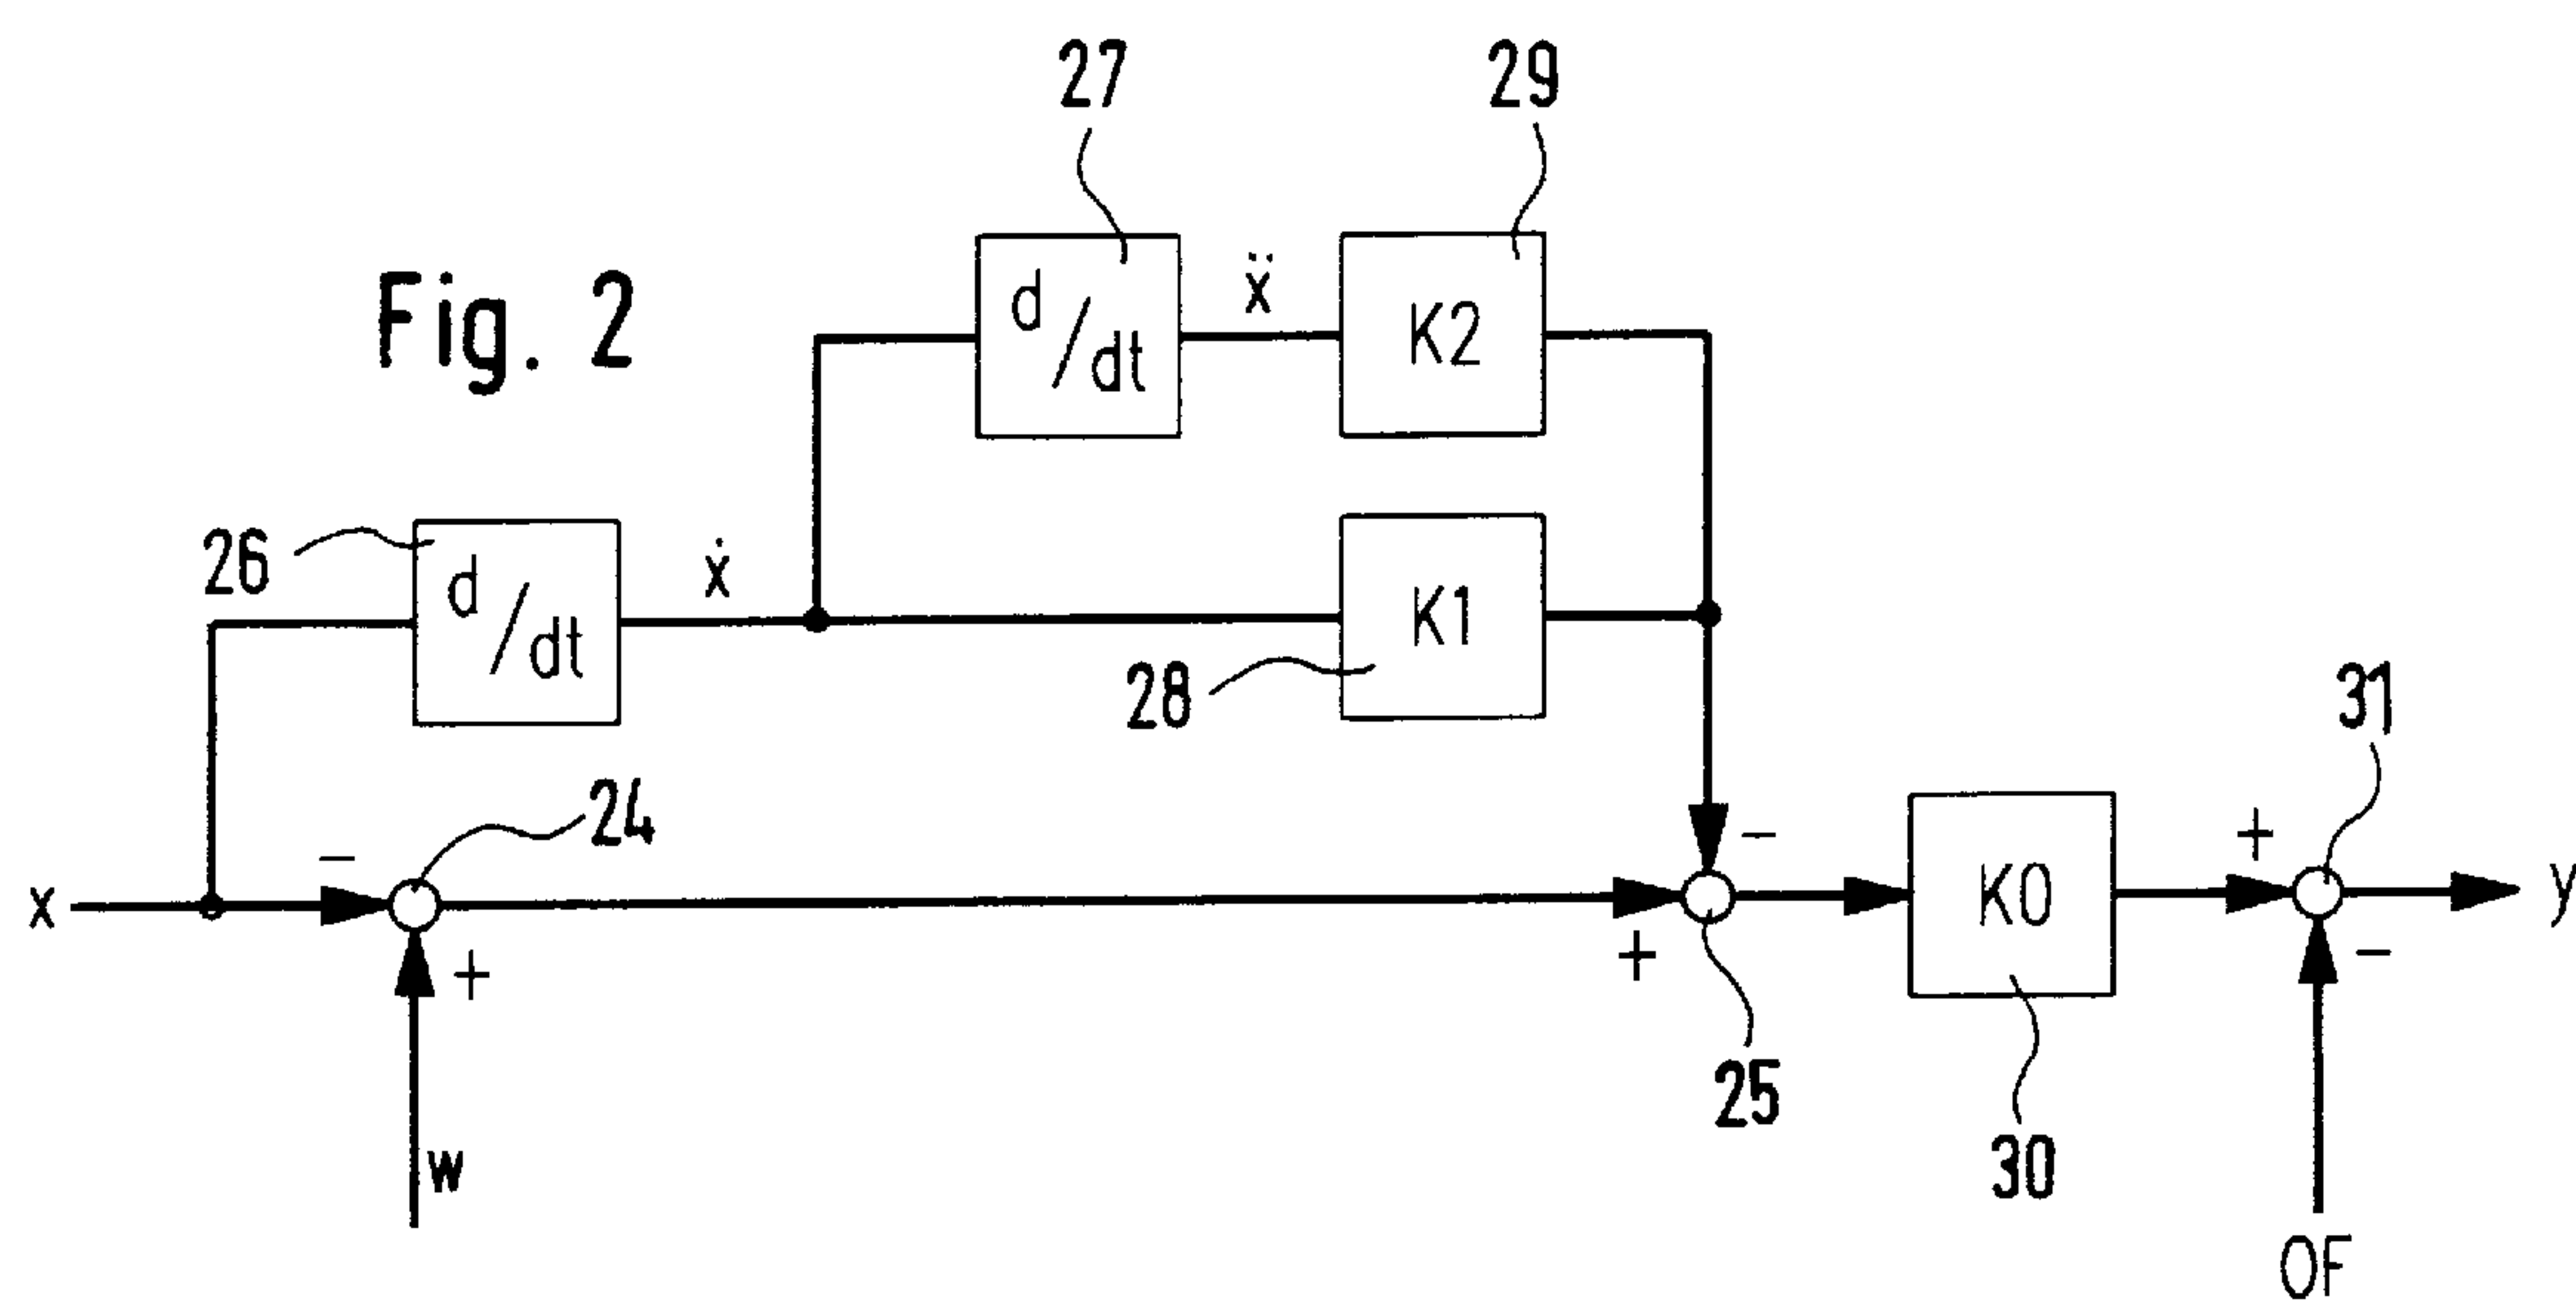 27
29
Fig. 2
d/dt
ẍ
K2
26
d/dt
ẋ
K1
28
31
24
−
+
−
x
K0
y
+
+
−
25
w
30
OF